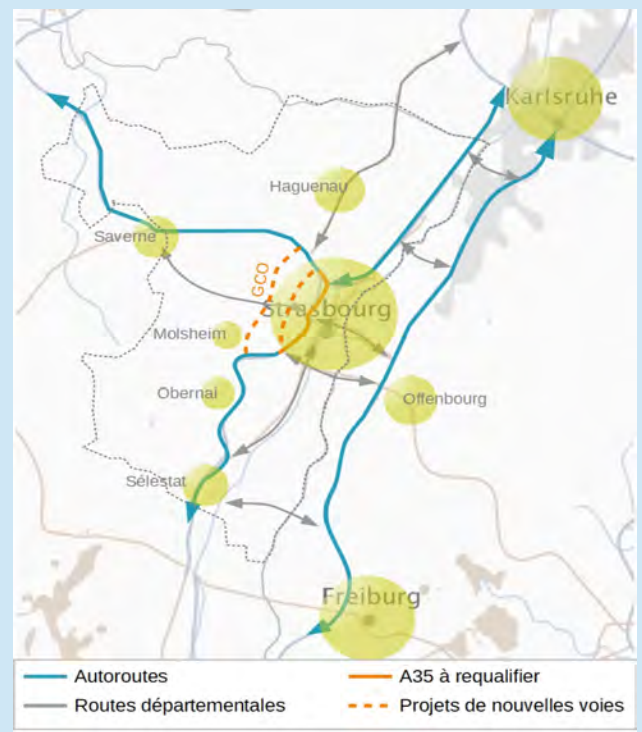 Karlsruhe
Haguenau
Saverne
GCO
Strasbourg
Molsheim
Obernai
Offenbourg
Sélestat
Freiburg
Autoroutes
A35 à requalifier
Routes départementales
Projets de nouvelles voies